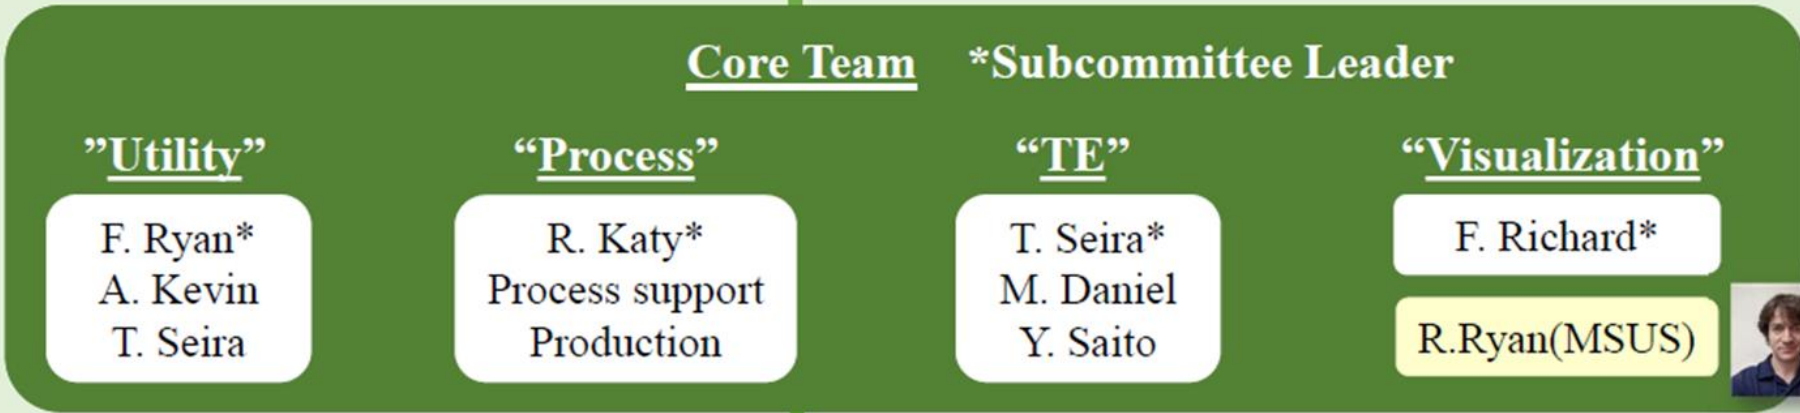 Core Team *Subcommittee Leader
”Utility”
F. Ryan*
A. Kevin
T. Seira
“Process”
R. Katy*
Process support
Production
“TE”
T. Seira*
M. Daniel
Y. Saito
“Visualization”
F. Richard*
R.Ryan(MSUS)